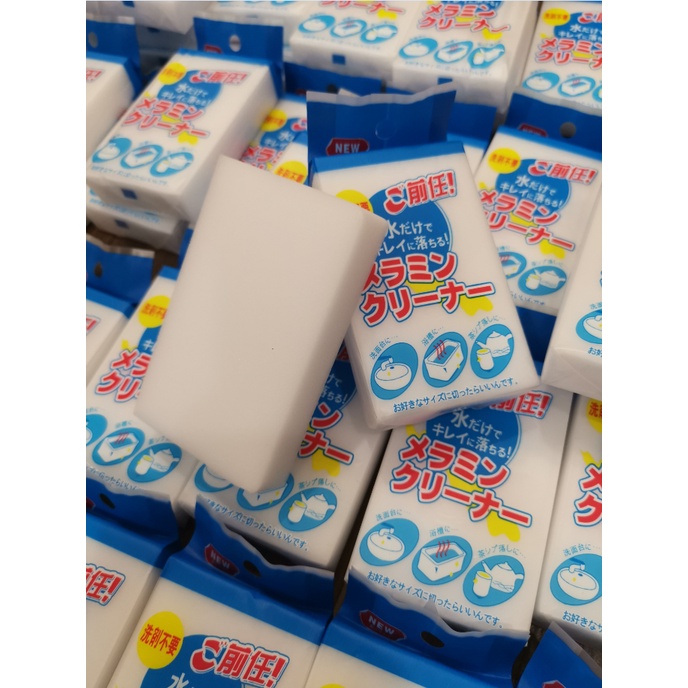 NEW
洗剤不要
ご前任!
水だけで
キレイに落ちる!
メラミン
クリーナー
洗面台に…
浴槽に…
茶シブ落しに…
お好きなサイズに切ったらいいんです。